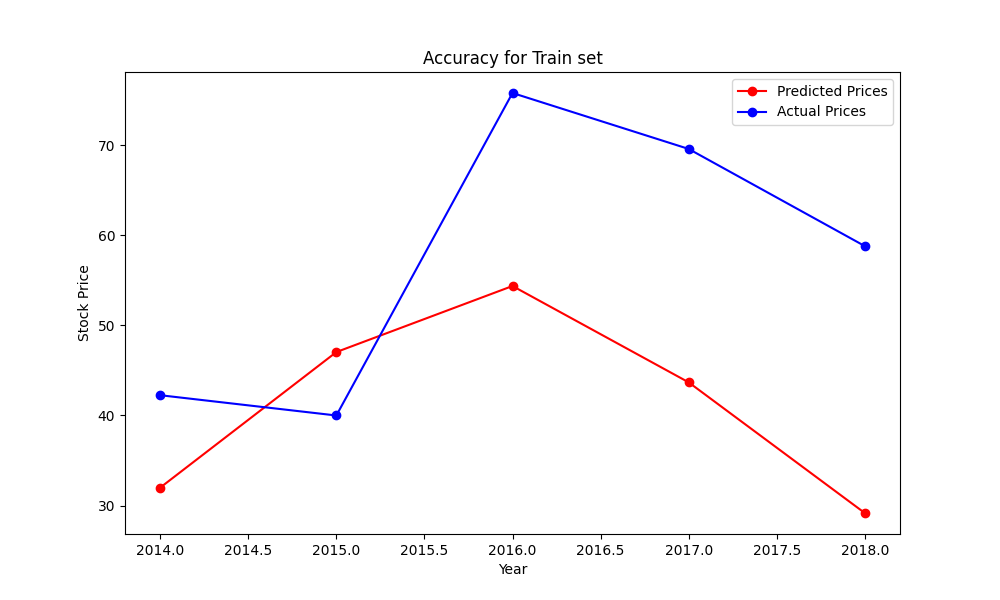 Accuracy for Train set
Predicted Prices
Actual Prices
Stock Price
70
60
50
40
30
2014.0 2014.5 2015.0 2015.5 2016.0 2016.5 2017.0 2017.5 2018.0
Year